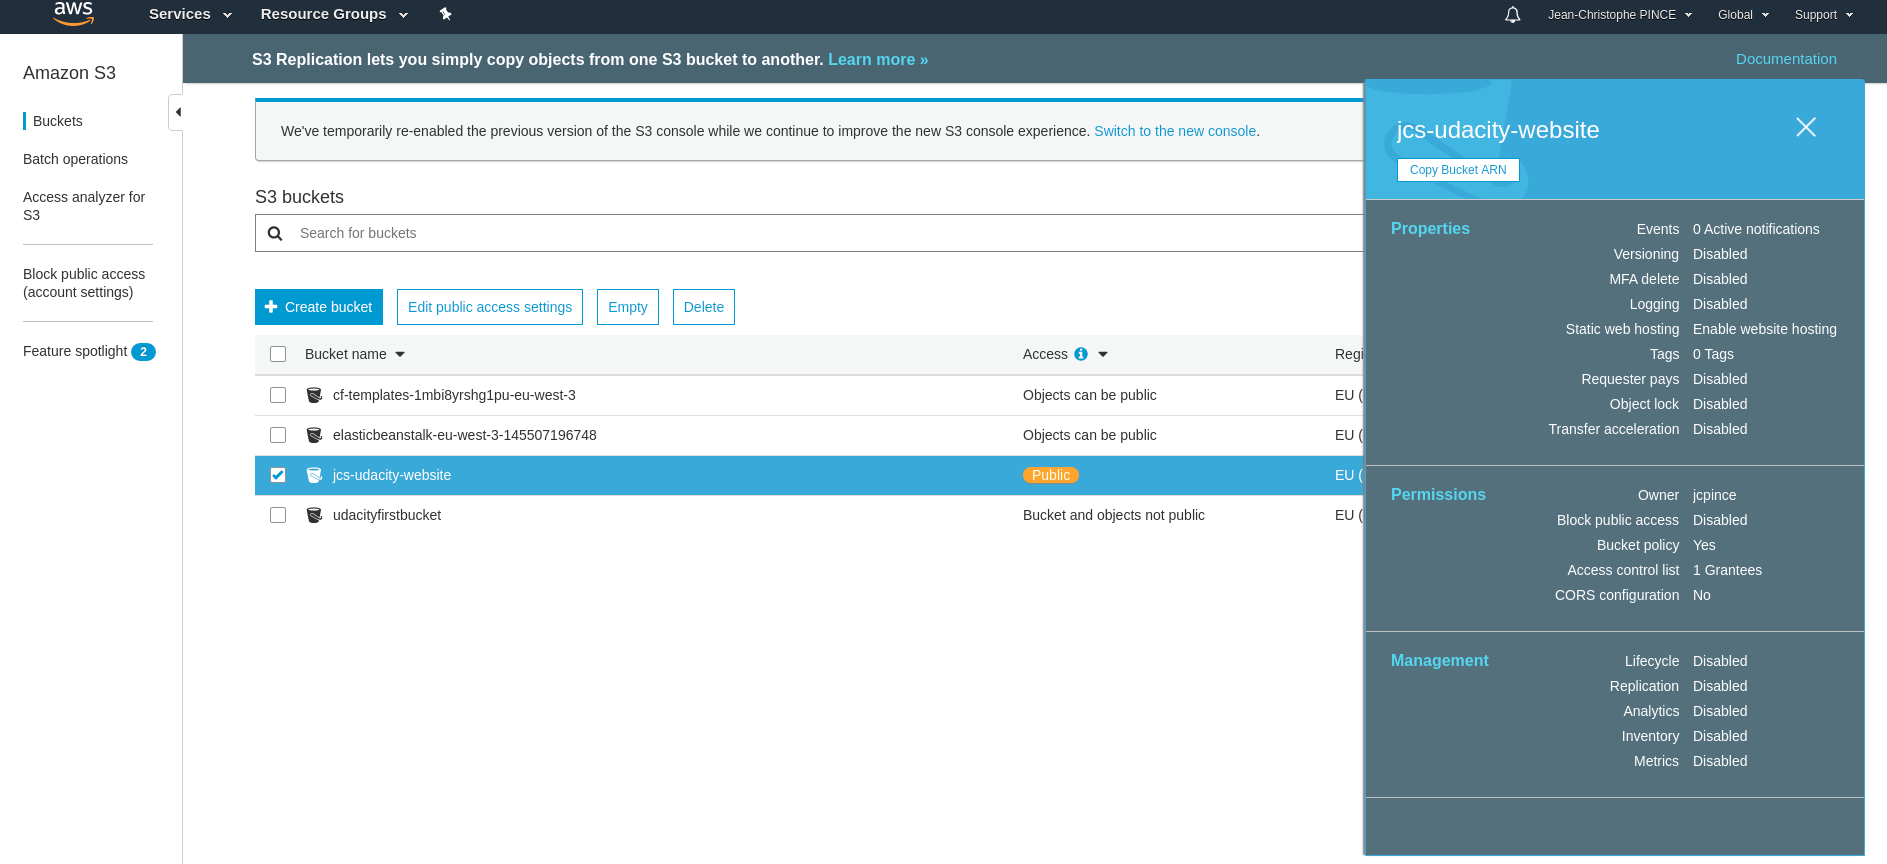 aws
Services
Resource Groups
Jean-Christophe PINCE
Global
Support
Amazon S3
Buckets
Batch operations
Access analyzer for
S3
Block public access
(account settings)
Feature spotlight 2
S3 Replication lets you simply copy objects from one S3 bucket to another. Learn more »
Documentation
We've temporarily re-enabled the previous version of the S3 console while we continue to improve the new S3 console experience. Switch to the new console.
S3 buckets
Search for buckets
Create bucket
Edit public access settings
Empty
Delete
Bucket name
Access
Regi
cf-templates-1mbi8yrshg1pu-eu-west-3 Objects can be public EU (
elasticbeanstalk-eu-west-3-145507196748 Objects can be public EU (
jcs-udacity-website Public EU (
udacityfirstbucket Bucket and objects not public EU (
jcs-udacity-website
Copy Bucket ARN
Properties
Events 0 Active notifications
Versioning Disabled
MFA delete Disabled
Logging Disabled
Static web hosting Enable website hosting
Tags 0 Tags
Requester pays Disabled
Object lock Disabled
Transfer acceleration Disabled
Permissions
Owner jcpince
Block public access Disabled
Bucket policy Yes
Access control list 1 Grantees
CORS configuration No
Management
Lifecycle Disabled
Replication Disabled
Analytics Disabled
Inventory Disabled
Metrics Disabled